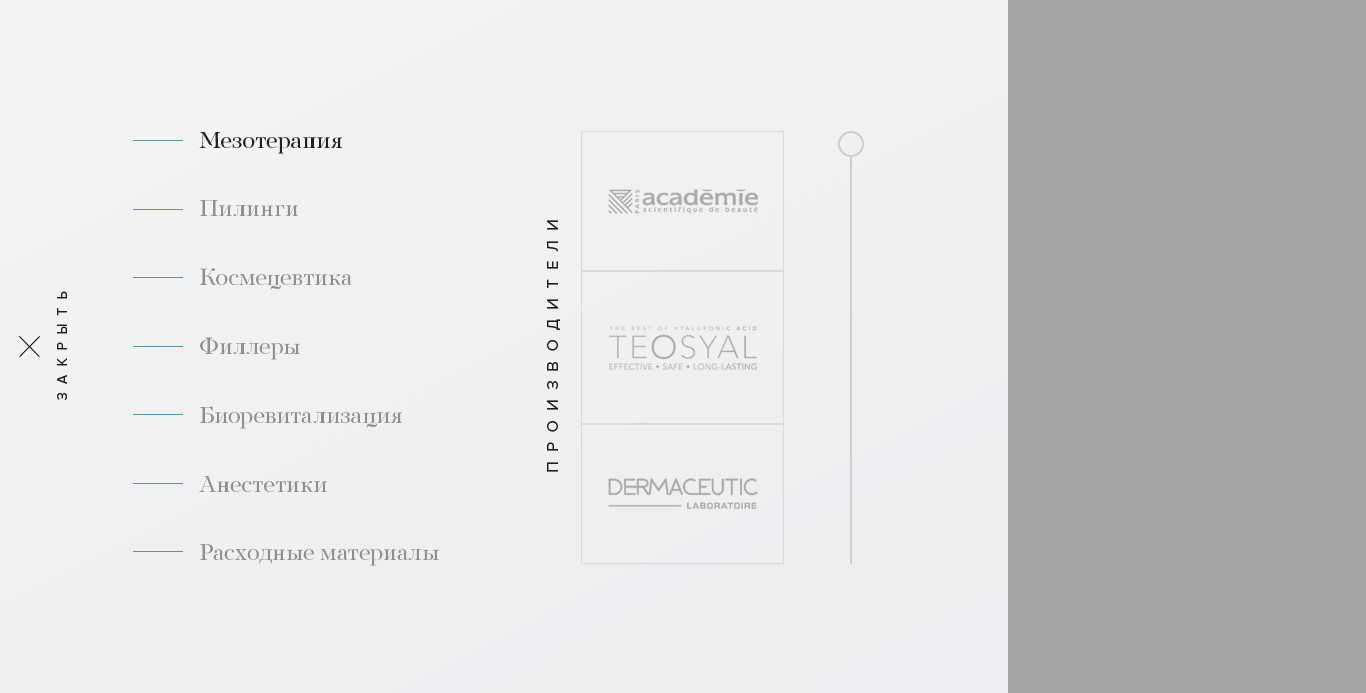 ЗАКРЫТЬ
Мезотерапия
Пилинги
Космецевтика
Филлеры
Биоревитализация
Анестетики
Расходные материалы
ПРОИЗВОДИТЕЛИ
PARIS
acadēmīe
scientifique de beauté
THE BEST OF HYALURONIC ACID
TEOSYAL
EFFECTIVE • SAFE • LONG-LASTING
DERMACEUTIC
LABORATOIRE